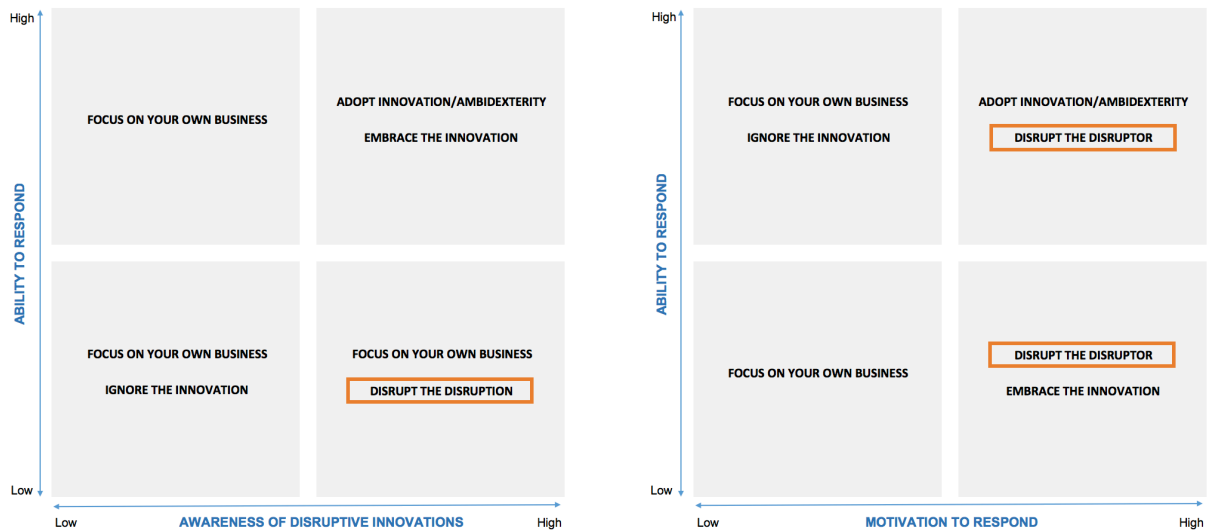 High
FOCUS ON YOUR OWN BUSINESS
ADOPT INNOVATION/AMBIDEXTERITY
EMBRACE THE INNOVATION
ABILITY TO RESPOND
FOCUS ON YOUR OWN BUSINESS
IGNORE THE INNOVATION
FOCUS ON YOUR OWN BUSINESS
DISRUPT THE DISRUPTION
Low
Low
AWARENESS OF DISRUPTIVE INNOVATIONS
High
High
FOCUS ON YOUR OWN BUSINESS
IGNORE THE INNOVATION
ADOPT INNOVATION/AMBIDEXTERITY
DISRUPT THE DISRUPTOR
ABILITY TO RESPOND
FOCUS ON YOUR OWN BUSINESS
DISRUPT THE DISRUPTOR
EMBRACE THE INNOVATION
Low
Low
MOTIVATION TO RESPOND
High